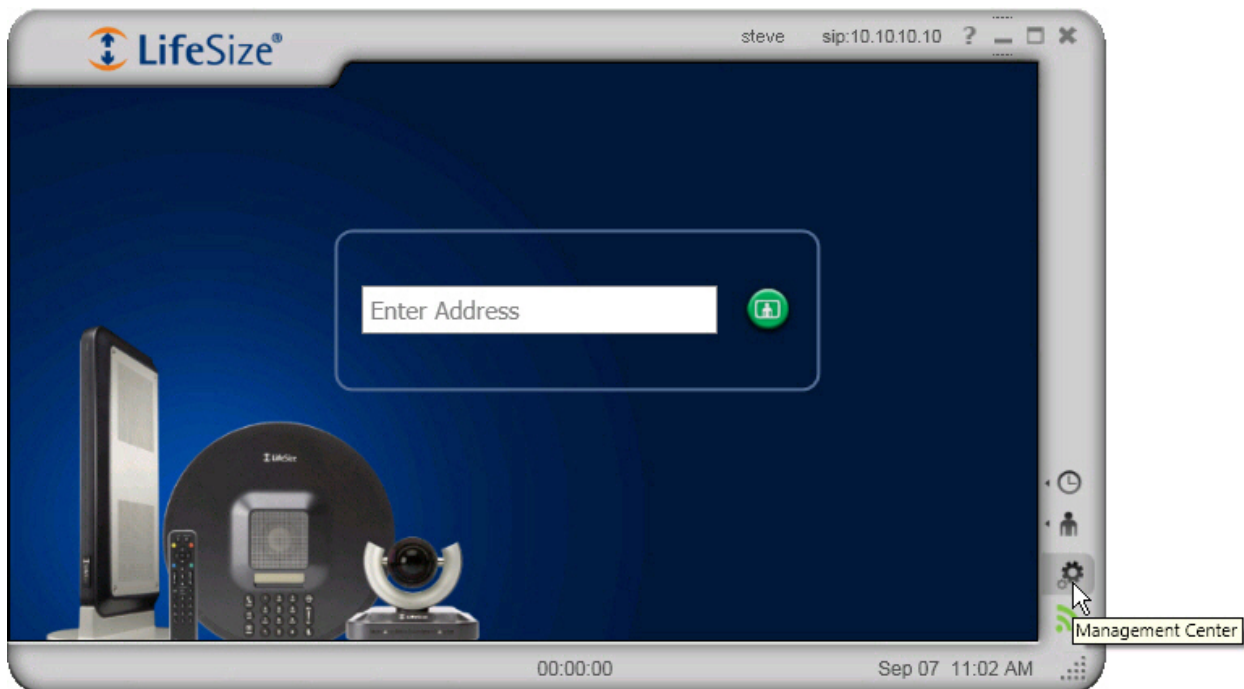 LifeSize®
steve sip:10.10.10.10 ?
Enter Address
LifeSize
Management Center
00:00:00 Sep 07 11:02 AM